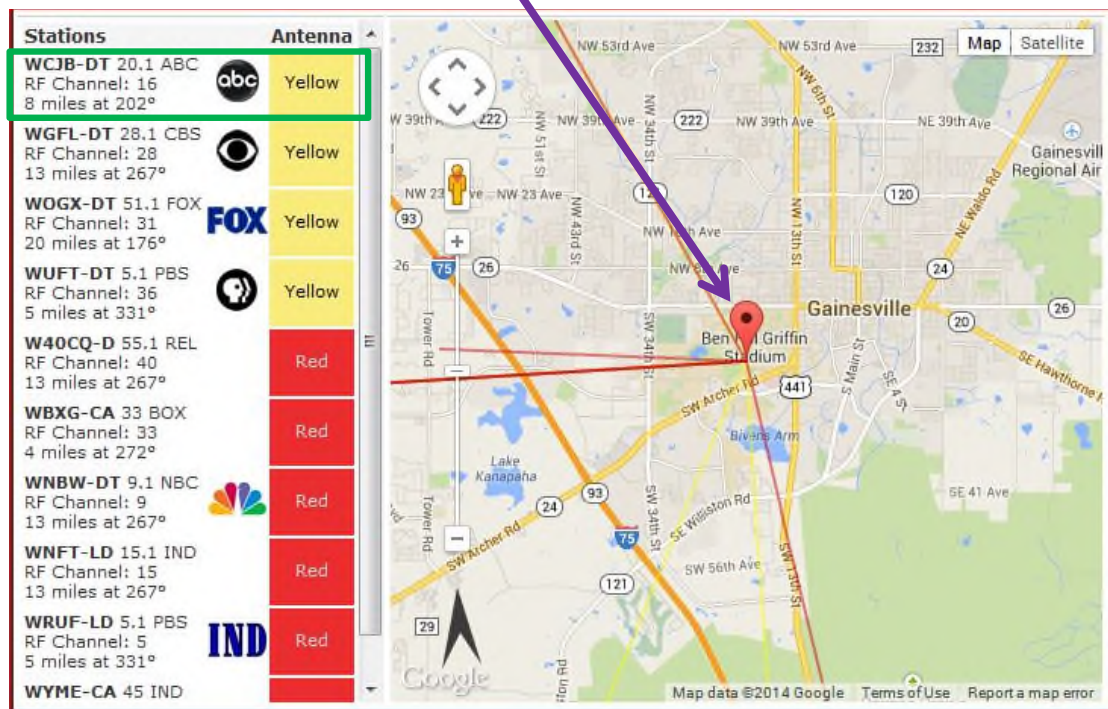 Stations Antenna
WCJB-DT 20.1 ABC
RF Channel: 16
8 miles at 202°
abc
Yellow
WGFL-DT 28.1 CBS
RF Channel: 28
13 miles at 267°
Yellow
WOGX-DT 51.1 FOX
RF Channel: 31
20 miles at 176°
FOX
Yellow
WUFT-DT 5.1 PBS
RF Channel: 36
5 miles at 331°
Yellow
W40CQ-D 55.1 REL
RF Channel: 40
13 miles at 267°
Red
WBXG-CA 33 BOX
RF Channel: 33
4 miles at 272°
Red
WNBW-DT 9.1 NBC
RF Channel: 9
13 miles at 267°
Red
WNFT-LD 15.1 IND
RF Channel: 15
13 miles at 267°
Red
WRUF-LD 5.1 PBS
RF Channel: 5
5 miles at 331°
IND
Red
WYME-CA 45 IND
Map Satellite
NW 53rd Ave
NW 53rd Ave
232
NW 6th St
W 39th
222
NW 51st St
NW 39th Ave
NW 34th St
222
NW 39th Ave
NE 39th Ave
Gainesvill
Regional Air
NE Waldo Rd
NW 23
NW 23 Ave
120
93
NW 43rd St
NW 13th St
26
75
26
24
Gainesville
26
20
Tower Rd
SW 34th St
Ben Griffin
Stadium
S Main St
SE 4 St
SE Hawthorne
SW Archer Rd
441
Bivens Arm
Lake
Kanapaha
24
93
Tower Rd
SW 34th St
SE Williston Rd
SE 41 Ave
SW Archer Rd
75
SW 56th Ave
SW 13th St
121
29
Google
Map data ©2014 Google Terms of Use Report a map error